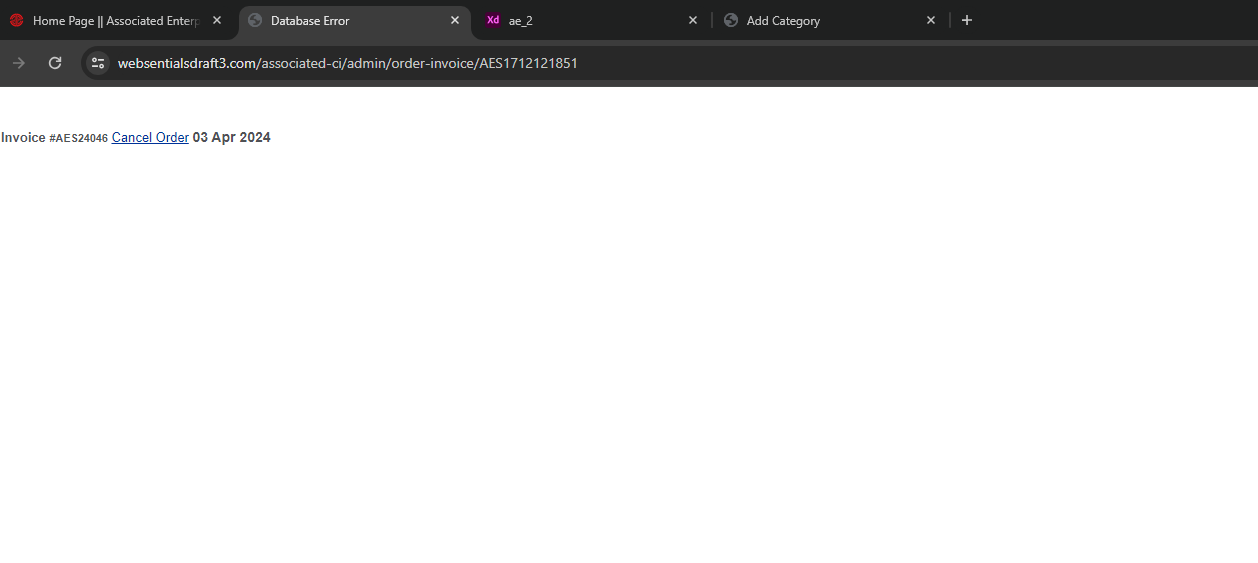 Home Page || Associated Enterp
Database Error
Xd ae_2
Add Category
websentialsdraft3.com/associated-ci/admin/order-invoice/AES1712121851
Invoice #AES24046 Cancel Order 03 Apr 2024